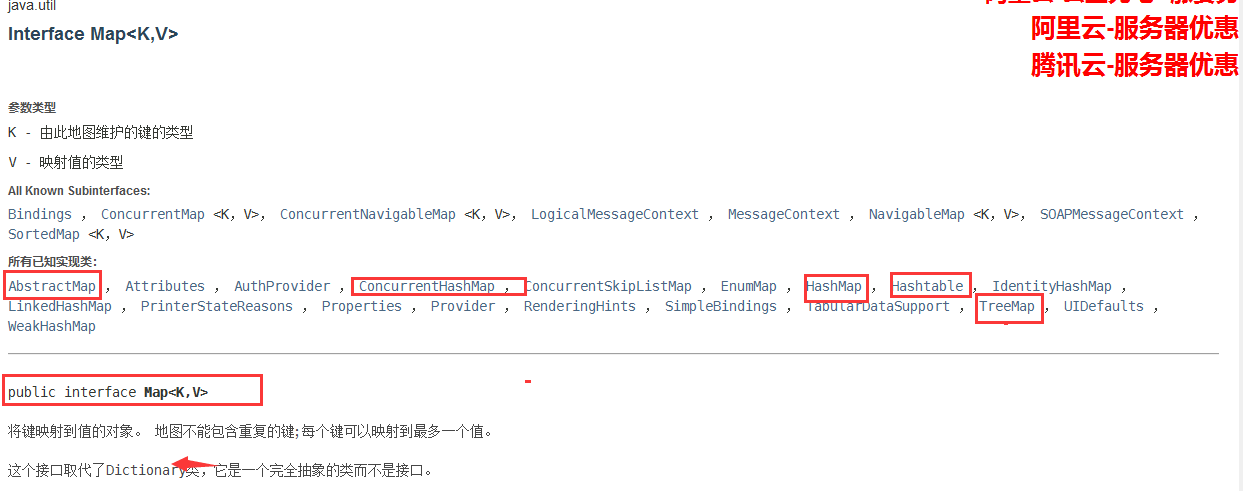 java.util
Interface Map<K,V>
阿里云-服务器优惠
腾讯云-服务器优惠
参数类型
K - 由此地图维护的键的类型
V - 映射值的类型
All Known Subinterfaces:
Bindings , ConcurrentMap <K, V>, ConcurrentNavigableMap <K, V>, LogicalMessageContext , MessageContext , NavigableMap <K, V>, SOAPMessageContext ,
SortedMap <K, V>
所有已知实现类:
AbstractMap , Attributes , AuthProvider , ConcurrentHashMap , ConcurrentSkipListMap , EnumMap , HashMap , Hashtable , IdentityHashMap ,
LinkedHashMap , PrinterStateReasons , Properties , Provider , RenderingHints , SimpleBindings , TabularDataSupport , TreeMap , UIDefaults ,
WeakHashMap
public interface Map<K,V>
将键映射到值的对象。 地图不能包含重复的键;每个键可以映射到最多一个值。
这个接口取代了Dictionary类，它是一个完全抽象的类而不是接口。